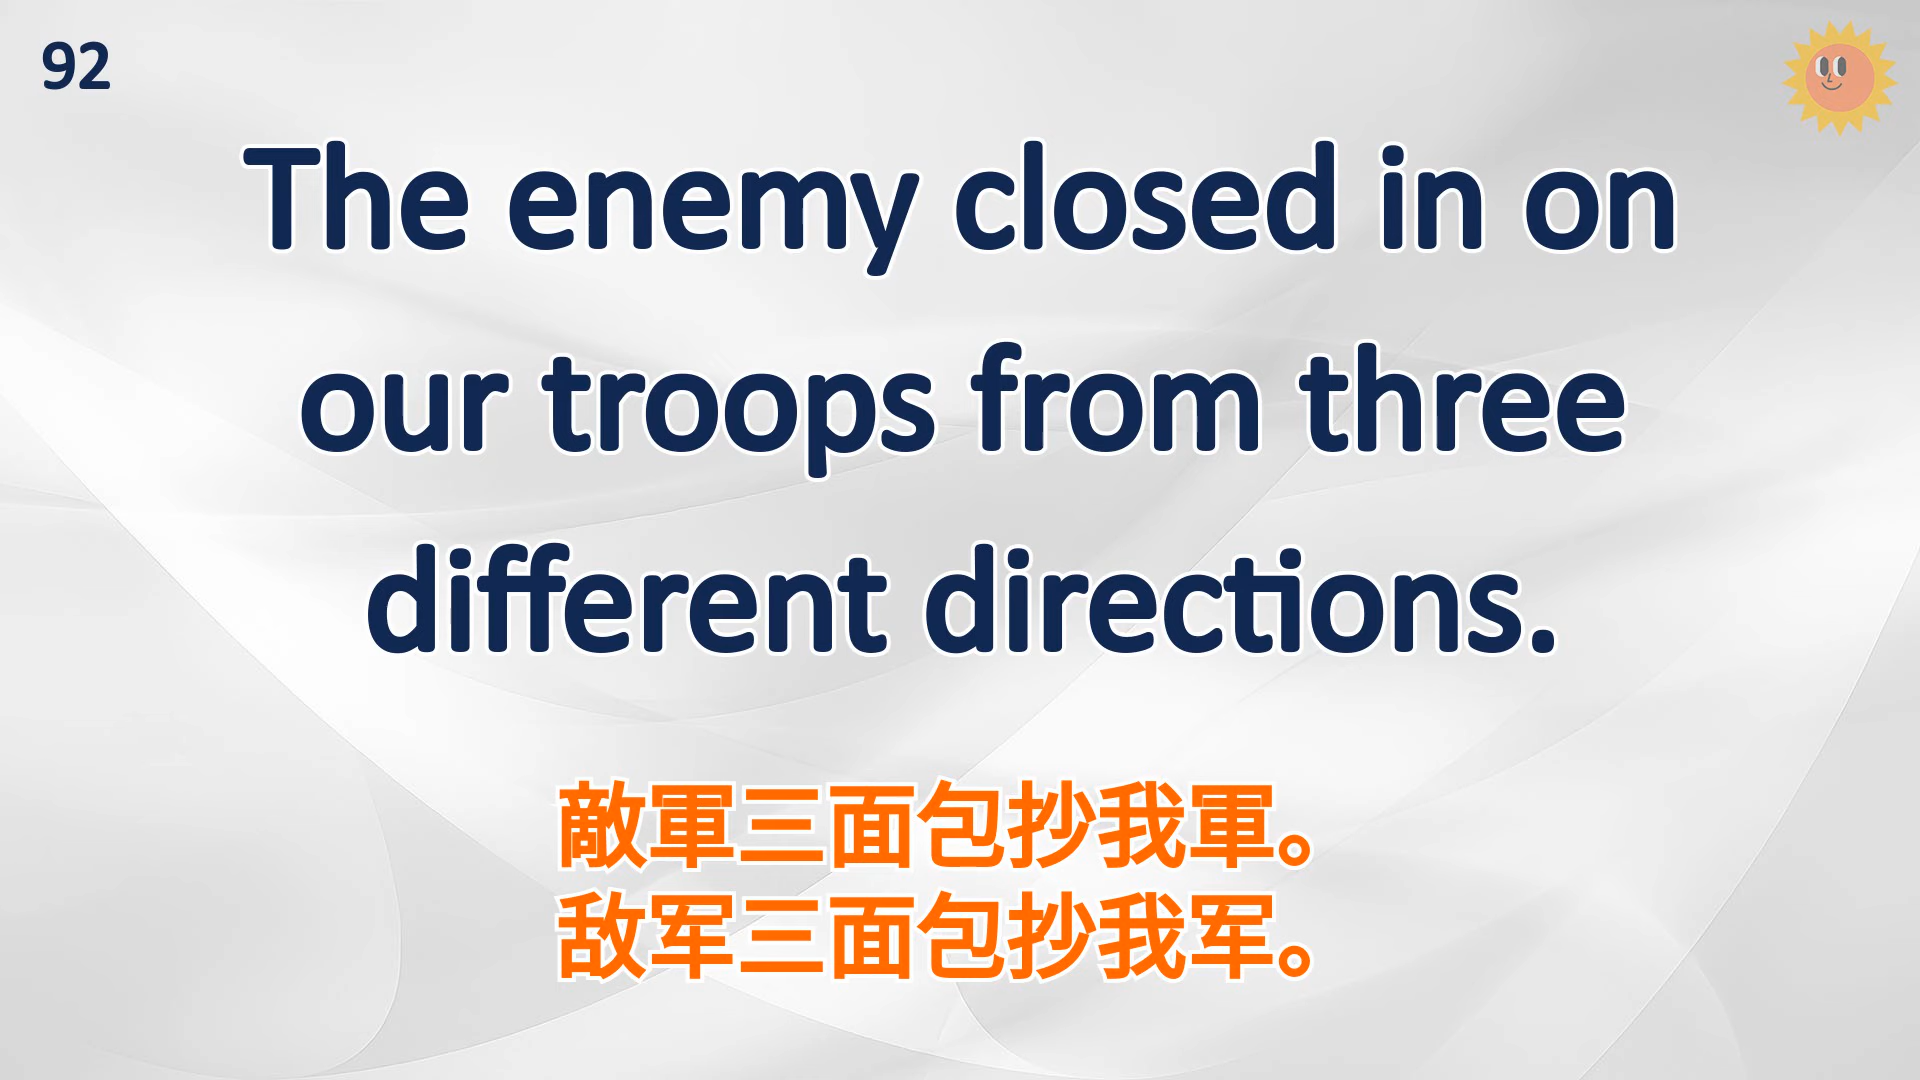 92
The enemy closed in on
our troops from three
different directions.
敵軍三面包抄我軍。
敌军三面包抄我军。